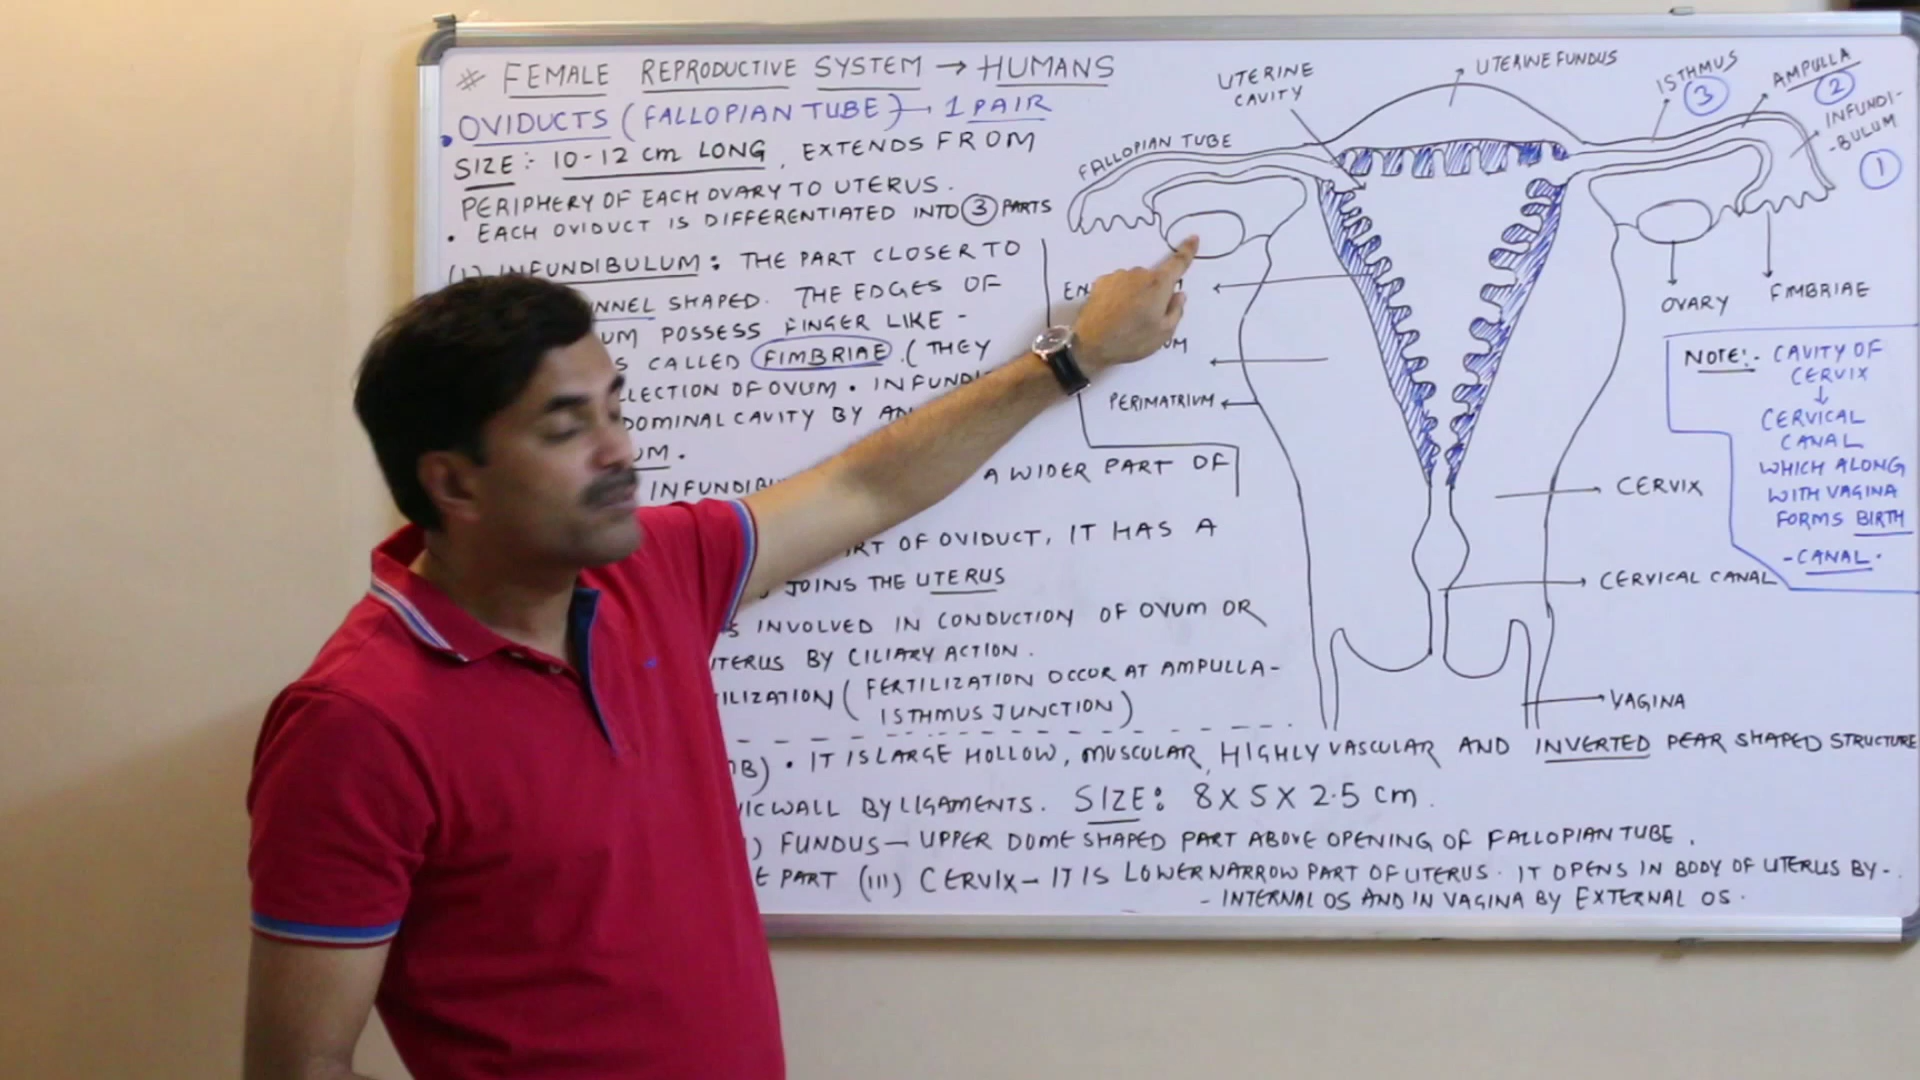 # FEMALE REPRODUCTIVE SYSTEM → HUMANS
• OVIDUCTS (FALLOPIAN TUBE) → 1 PAIR
SIZE:- 10-12 cm LONG, EXTENDS FROM
PERIPHERY OF EACH OVARY TO UTERUS.
• EACH OVIDUCT IS DIFFERENTIATED INTO 3 PARTS
INFUNDIBULUM: THE PART CLOSER TO
SHAPED. THE EDGES OF
POSSESS FINGER LIKE -
CALLED FIMBRIAE. (THEY
OF OVUM. INFUNDI
CAVITY BY AN
A WIDER PART OF
OF OVIDUCT, IT HAS A
JOINS THE UTERUS
INVOLVED IN CONDUCTION OF OVUM OR
BY CILIARY ACTION.
(FERTILIZATION OCCUR AT AMPULLA-
ISTHMUS JUNCTION)
• IT IS LARGE HOLLOW, MUSCULAR, HIGHLY VASCULAR AND INVERTED PEAR SHAPED STRUCTURE
WALL BY LIGAMENTS. SIZE: 8 X 5 X 2.5 cm.
) FUNDUS — UPPER DOME SHAPED PART ABOVE OPENING OF FALLOPIAN TUBE.
PART (III) CERVIX — IT IS LOWER NARROW PART OF UTERUS. IT OPENS IN BODY OF UTERUS BY -
- INTERNAL OS AND IN VAGINA BY EXTERNAL OS.
UTERINE
CAVITY
UTERINE FUNDUS
ISTHMUS
3
AMPULLA
2
INFUNDI-
-BULUM
1
FALLOPIAN TUBE
OVARY
FIMBRIAE
PERIMATRIUM
CERVIX
CERVICAL CANAL
VAGINA
NOTE:- CAVITY OF
CERVIX
↓
CERVICAL
CANAL
WHICH ALONG
WITH VAGINA
FORMS BIRTH
- CANAL.